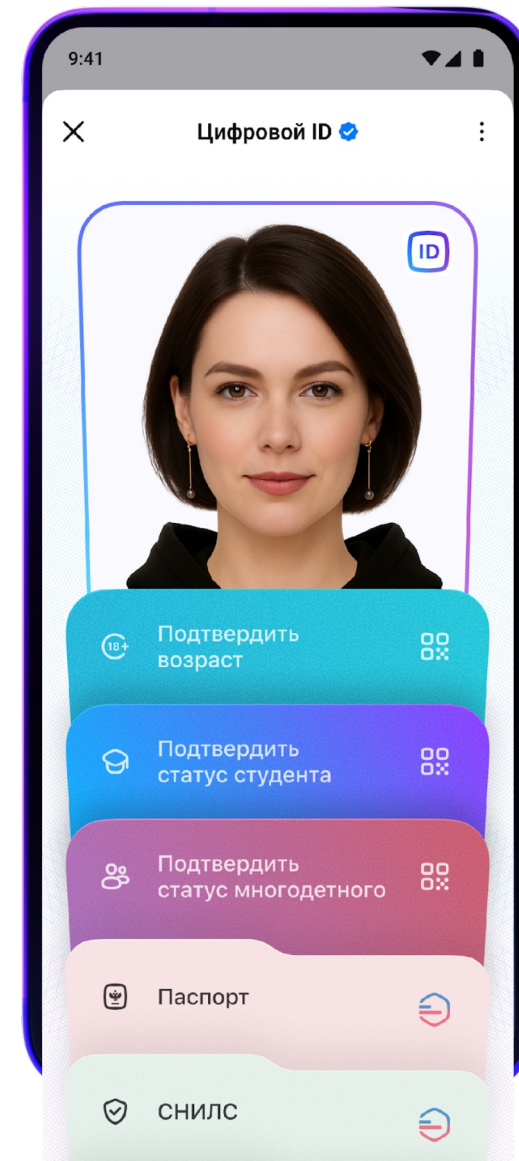 9:41
Цифровой ID
ID
18+
Подтвердить
возраст
Подтвердить
статус студента
Подтвердить
статус многодетного
Паспорт
СНИЛС